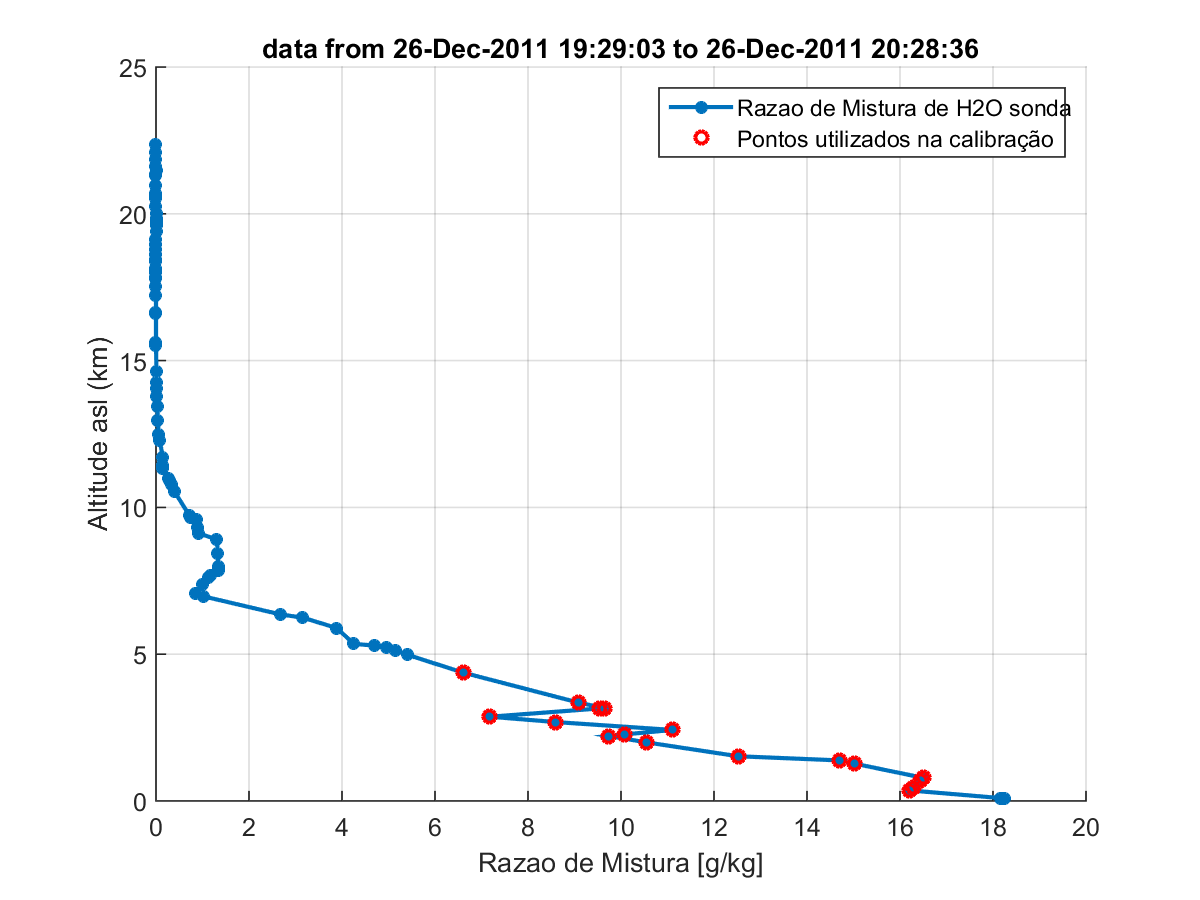 data from 26-Dec-2011 19:29:03 to 26-Dec-2011 20:28:36
Razao de Mistura de H2O sonda
Pontos utilizados na calibração
25
20
15
10
5
0
Altitude asl (km)
0 2 4 6 8 10 12 14 16 18 20
Razao de Mistura [g/kg]